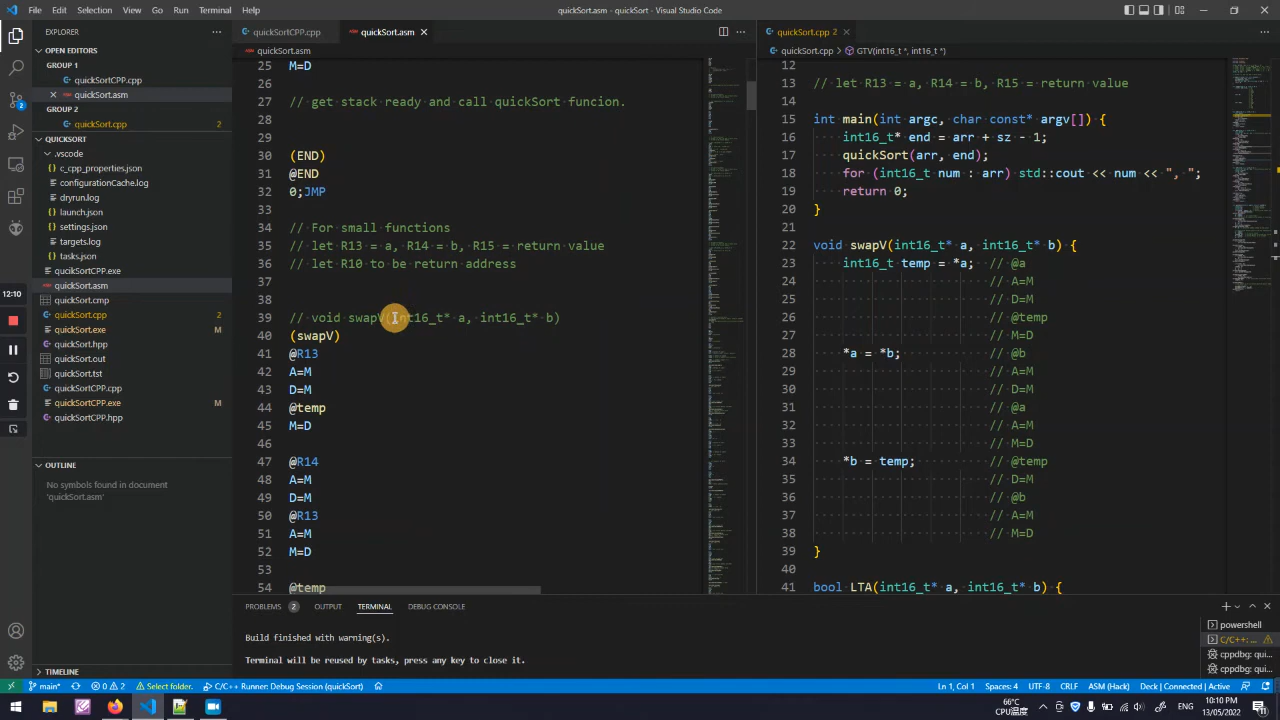 File Edit Selection View Go Run Terminal Help
quickSort.asm - Visual Studio Code
EXPLORER
OPEN EDITORS
GROUP 1
quickSortCPP.cpp
quickSort.asm
GROUP 2
quickSort.cpp 2
QUICKSORT
.vscode
c_cpp_properties.json
configurationCache.log
dryrun.log
launch.json
settings.json
targets.log
tasks.json
quickSortCPP.exe
quickSort.asm
quickSort.cmp
quickSort.cpp 2
quickSort.exe M
quickSort.hpp
quickSort.out
quickSort.tst
quickSortCPP.cpp
quickSortCPP.exe M
quickSortCPP.hpp
OUTLINE
No symbols found in document
'quickSort.asm'
TIMELINE
quickSortCPP.cpp quickSort.asm
quickSort.asm
25 M=D
26
27 // get stack ready and call quickSort funcion.
28
29
30 (END)
31 @END
32 0;JMP
33
34 // For small functions
35 // let R13 = a, R14 = b, R15 = return value
36 // let R10 to be return address
37
38
39 // void swapV(int16_t* a, int16_t* b)
40 (swapV)
41 @R13
42 A=M
43 D=M
44 @temp
45 M=D
46
47 @R14
48 A=M
49 D=M
50 @R13
51 A=M
52 M=D
53
54 @temp
quickSort.cpp 2
quickSort.cpp GTV(int16_t *, int16_t *)
12
13 // let R13 = a, R14 = b, R15 = return value
14
15 int main(int argc, char const* argv[]) {
16 int16_t* end = arr + sz - 1;
17 quickSort(arr, end);
18 for (int16_t num : arr) std::cout << num << ", ";
19 return 0;
20 }
21
22 void swapV(int16_t* a, int16_t* b) {
23 int16_t temp = *a; // @a
24 // A=M
25 // D=M
26 // @temp
27 // M=D
28 *a = *b; // @b
29 // A=M
30 // D=M
31 // @a
32 // A=M
33 // M=D
34 *b = temp; // @temp
35 // D=M
36 // @b
37 // A=M
38 // M=D
39 }
40
41 bool LTA(int16_t* a, int16_t* b) {
PROBLEMS 2 OUTPUT TERMINAL DEBUG CONSOLE
Build finished with warning(s).
Terminal will be reused by tasks, press any key to close it.
powershell
C/C++: ...
cppdbg: qui...
cppdbg: qui...
main* 0 2 Select folder. C/C++ Runner: Debug Session (quickSort)
Ln 1, Col 1 Spaces: 4 UTF-8 CRLF ASM (Hack) Deck | Connected | Active
66°C
CPU温度
ENG
10:10 PM
13/05/2022